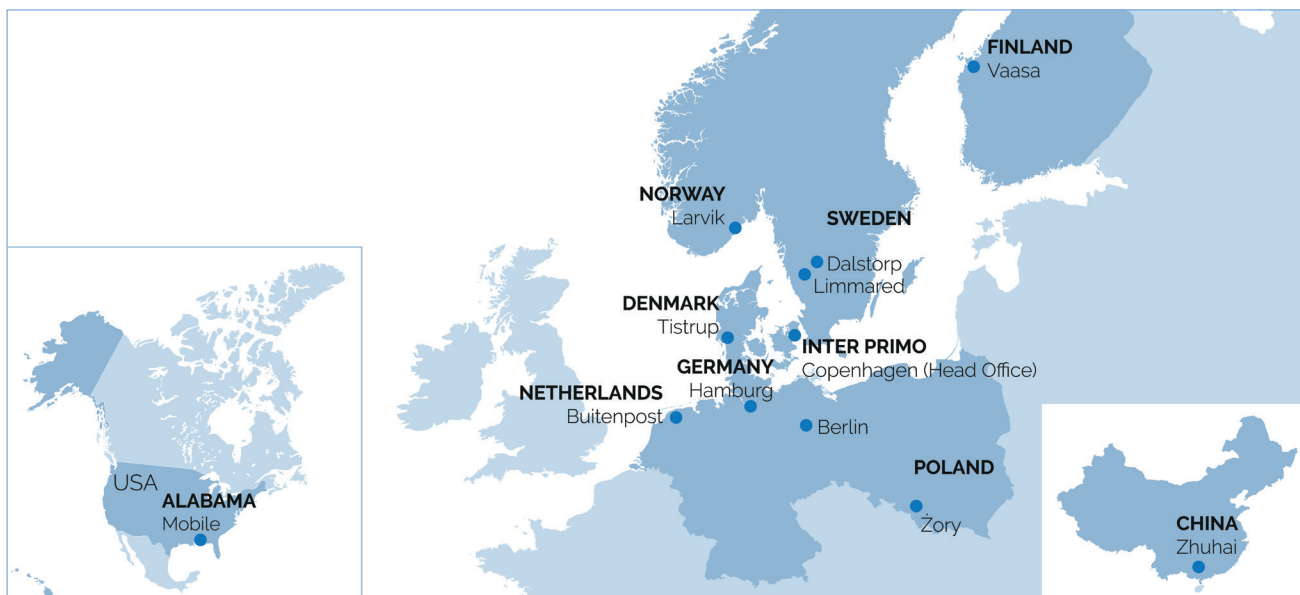 FINLAND
Vaasa
NORWAY
Larvik
SWEDEN
Dalstorp
Limmared
DENMARK
Tistrup
INTER PRIMO
Copenhagen (Head Office)
GERMANY
Hamburg
NETHERLANDS
Buitenpost
Berlin
POLAND
Żory
USA
ALABAMA
Mobile
CHINA
Zhuhai